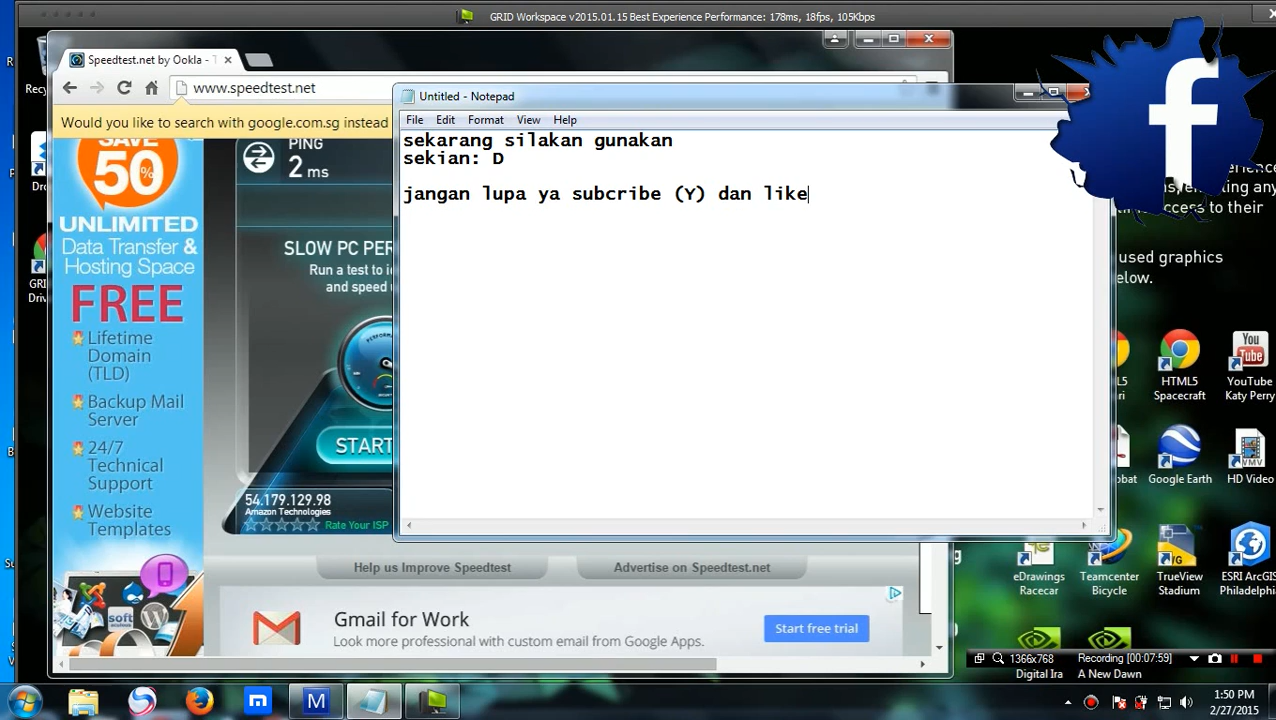 GRID Workspace v2015.01.15 Best Experience Performance: 178ms, 18fps, 105Kbps
Speedtest.net by Ookla - T
www.speedtest.net
Would you like to search with google.com.sg instead
Untitled - Notepad
File Edit Format View Help
sekarang silakan gunakan
sekian: D
jangan lupa ya subcribe (Y) dan like
SAVE
50%
UNLIMITED
Data Transfer &
Hosting Space
FREE
Lifetime
Domain
(TLD)
Backup Mail
Server
24/7
Technical
Support
Website
Templates
PING
2 ms
SLOW PC PER
Run a test to i
and speed
START
54.179.129.98
Amazon Technologies
Rate Your ISP
Help us Improve Speedtest
Advertise on Speedtest.net
Gmail for Work
Look more professional with custom email from Google Apps.
Start free trial
f
access to their
used graphics
below.
HTML5
Spacecraft
YouTube
Katy Perry
Google Earth
HD Video
eDrawings
Racecar
Teamcenter
Bicycle
TrueView
Stadium
ESRI ArcGIS
Philadelphia
1366x768
Recording [00:07:59]
Digital Ira
A New Dawn
1:50 PM
2/27/2015